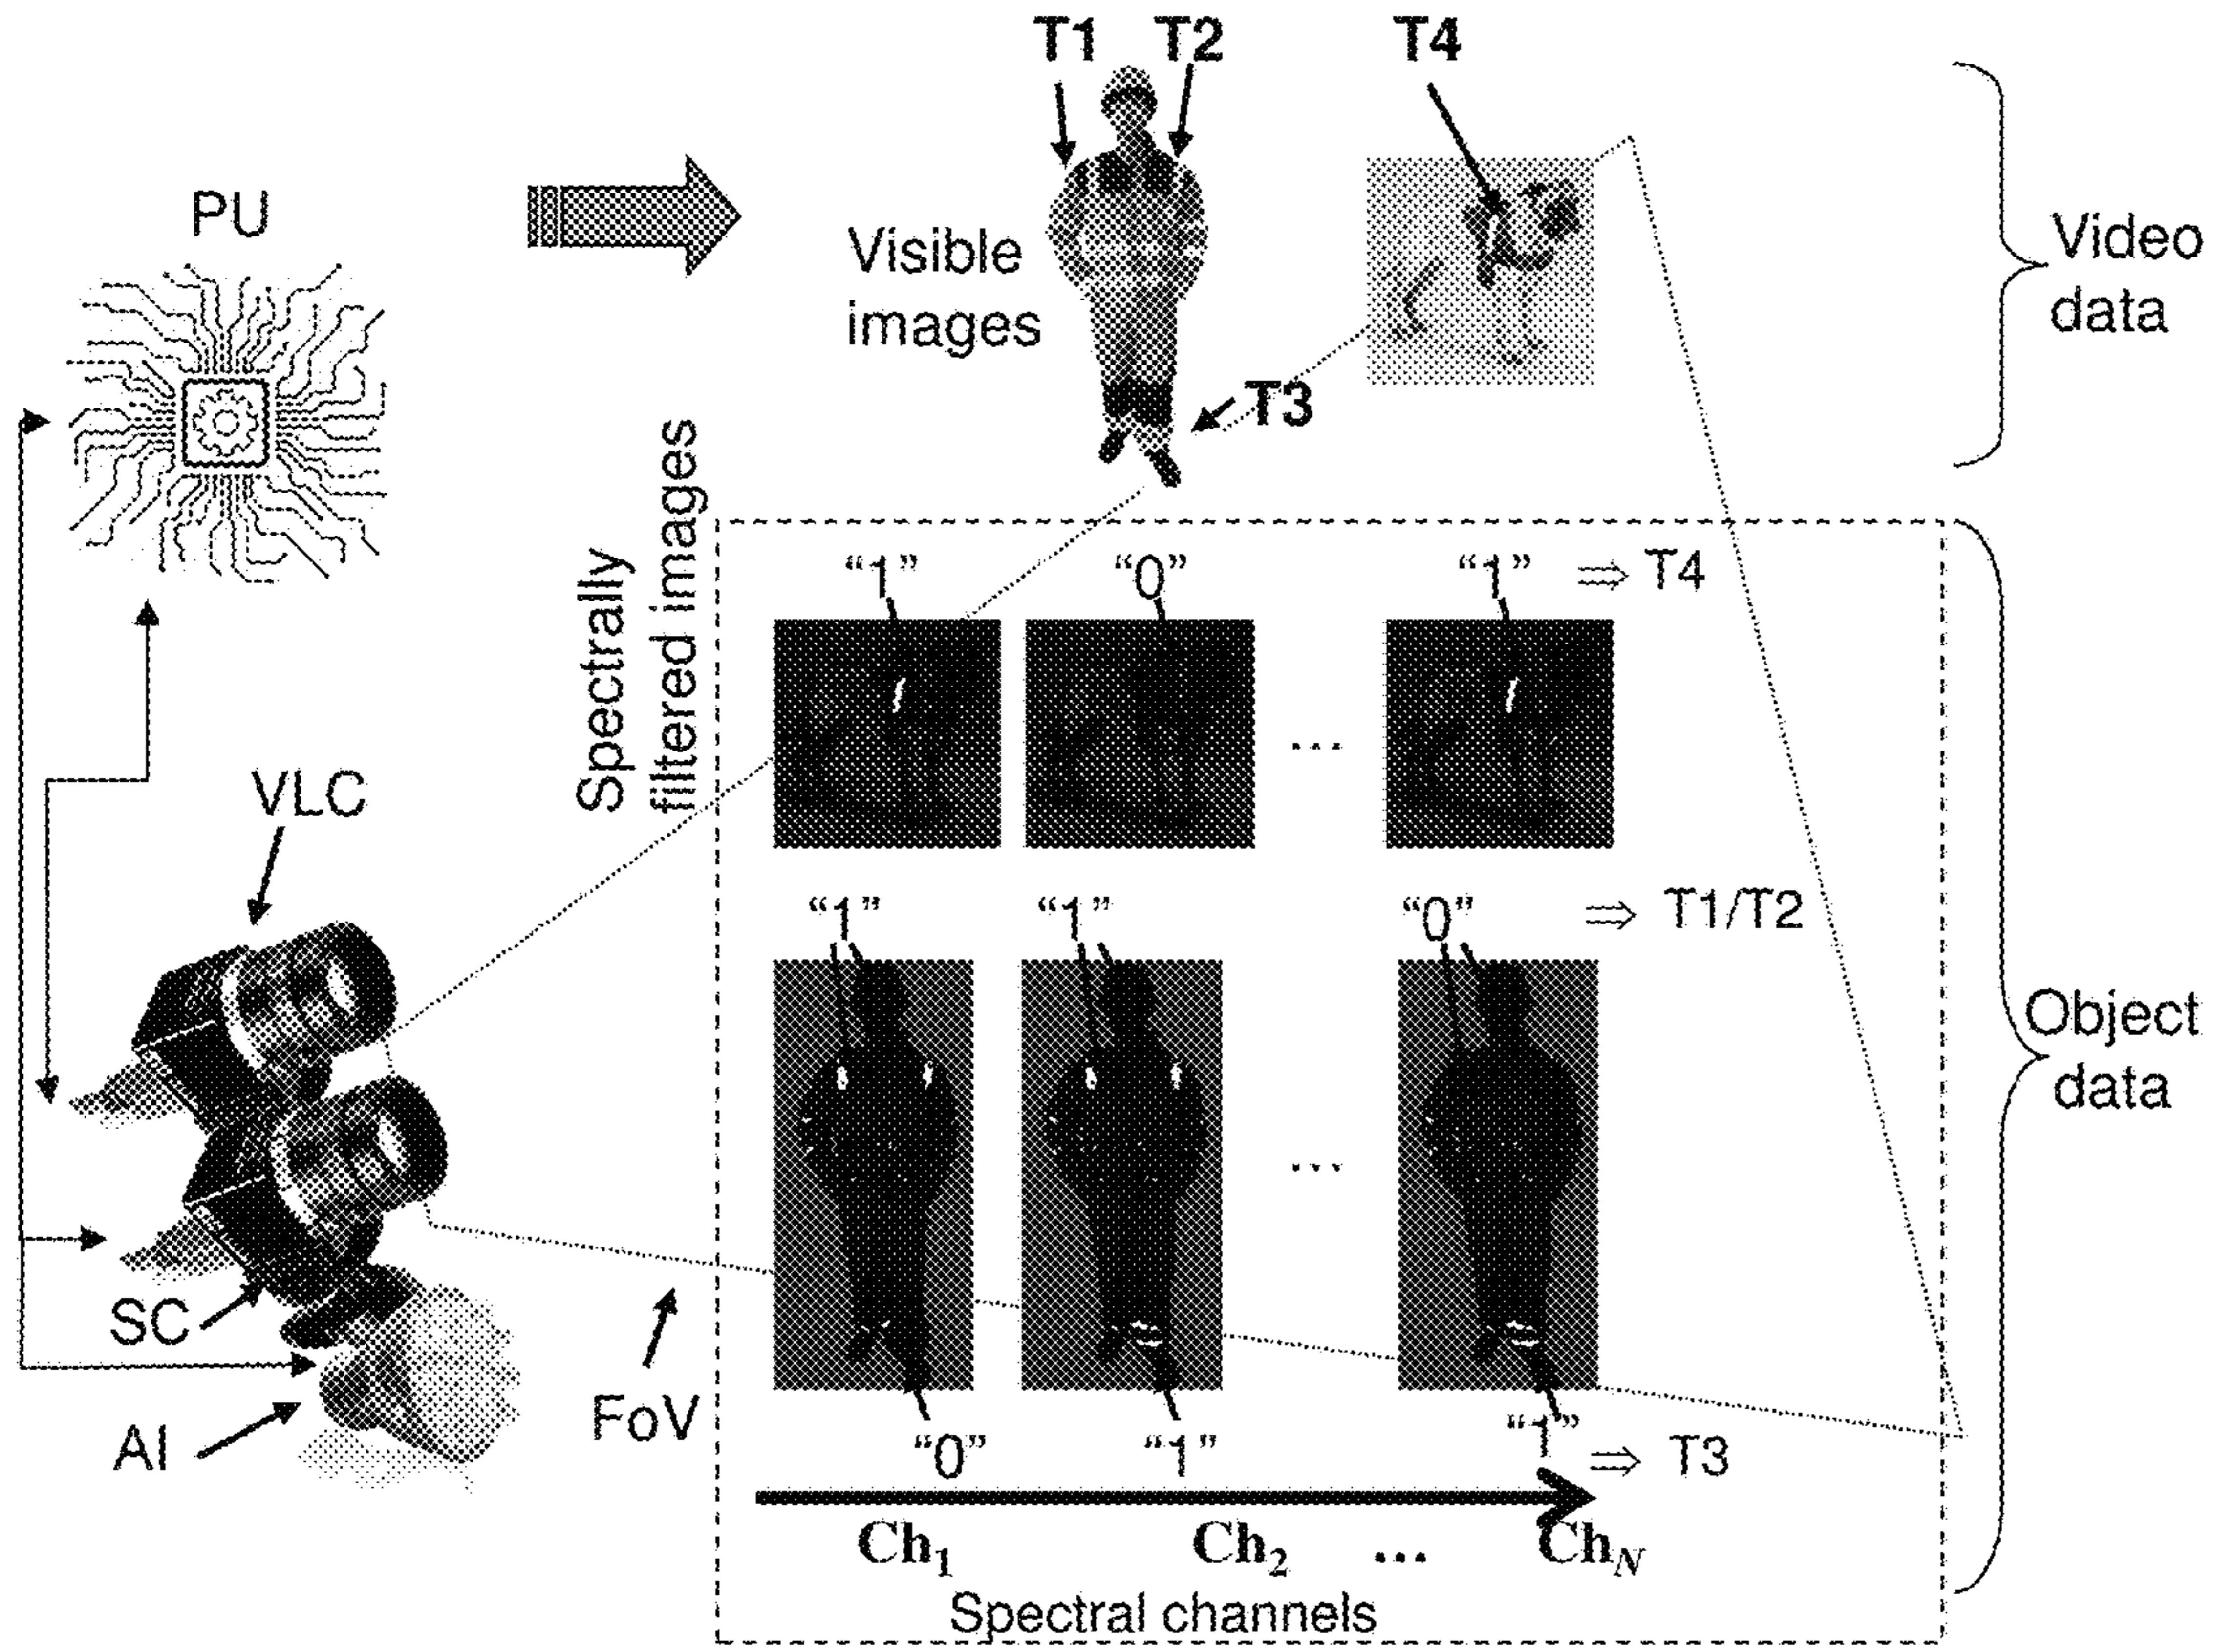 T1 T2 T4
PU
Visible
images
Video
data
T3
Spectrally
filtered images
“1” “0” “1” ⇒ T4
...
VLC
“1” “1” “0” ⇒ T1/T2
Object
data
...
SC
FoV
AI
“0” “1” “1” ⇒ T3
Ch1 Ch2 ... ChN
Spectral channels